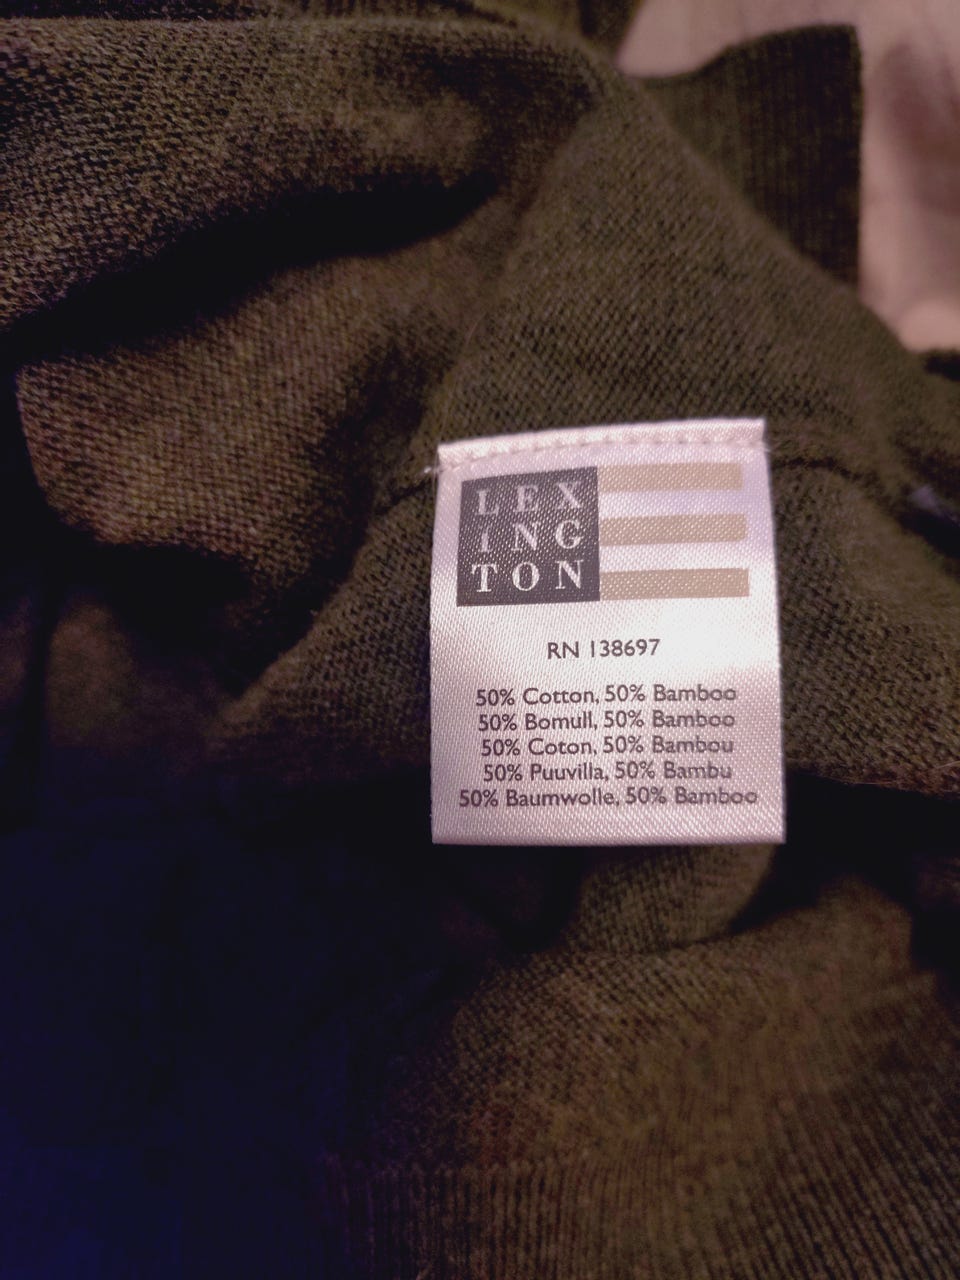 LEX
ING
TON
RN 138697
50% Cotton, 50% Bamboo
50% Bomull, 50% Bamboo
50% Coton, 50% Bambou
50% Puuvilla, 50% Bambu
50% Baumwolle, 50% Bamboo